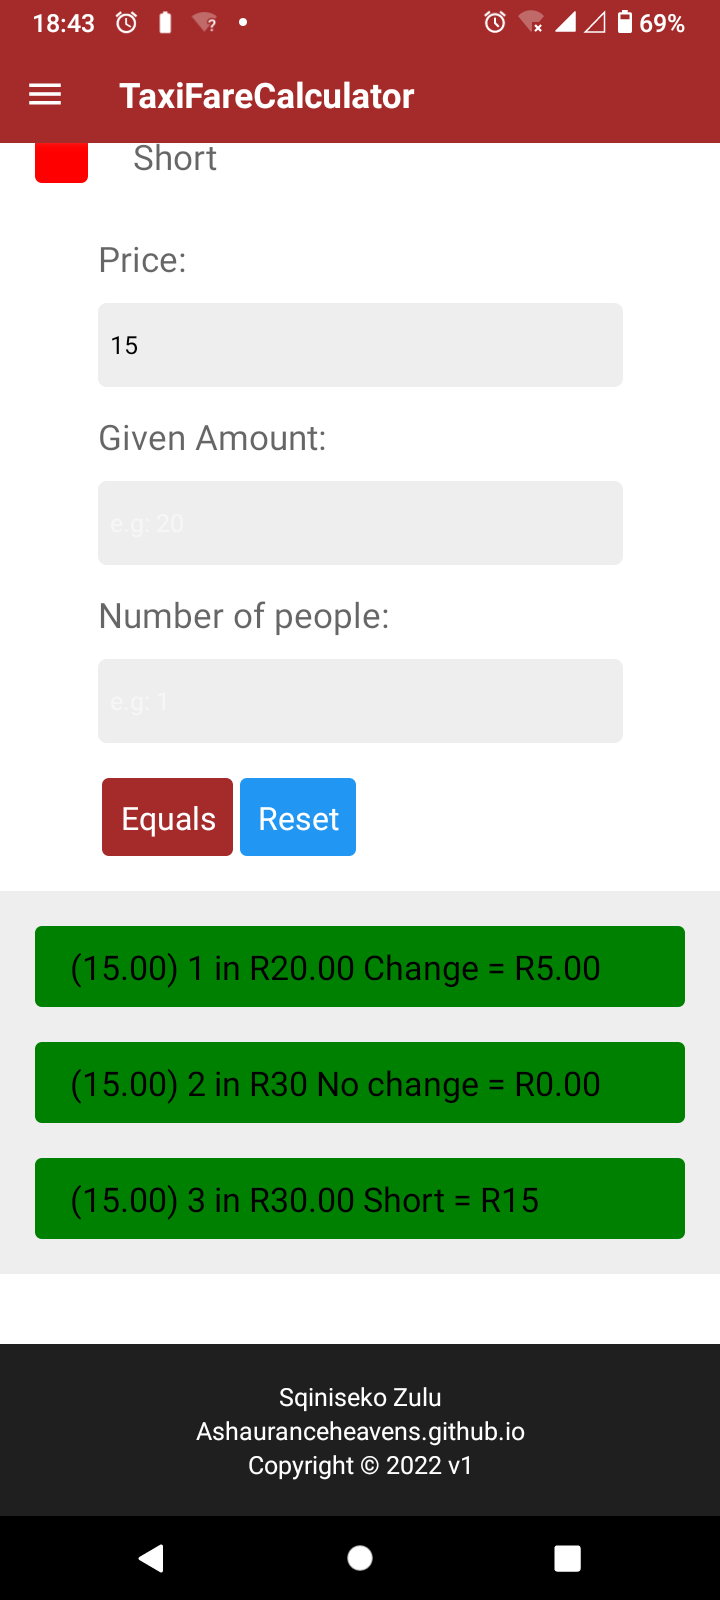 18:43
69%
TaxiFareCalculator
Short
Price:
15
Given Amount:
e.g: 20
Number of people:
e.g: 1
Equals Reset
(15.00) 1 in R20.00 Change = R5.00
(15.00) 2 in R30 No change = R0.00
(15.00) 3 in R30.00 Short = R15
Sqiniseko Zulu
Ashauranceheavens.github.io
Copyright © 2022 v1